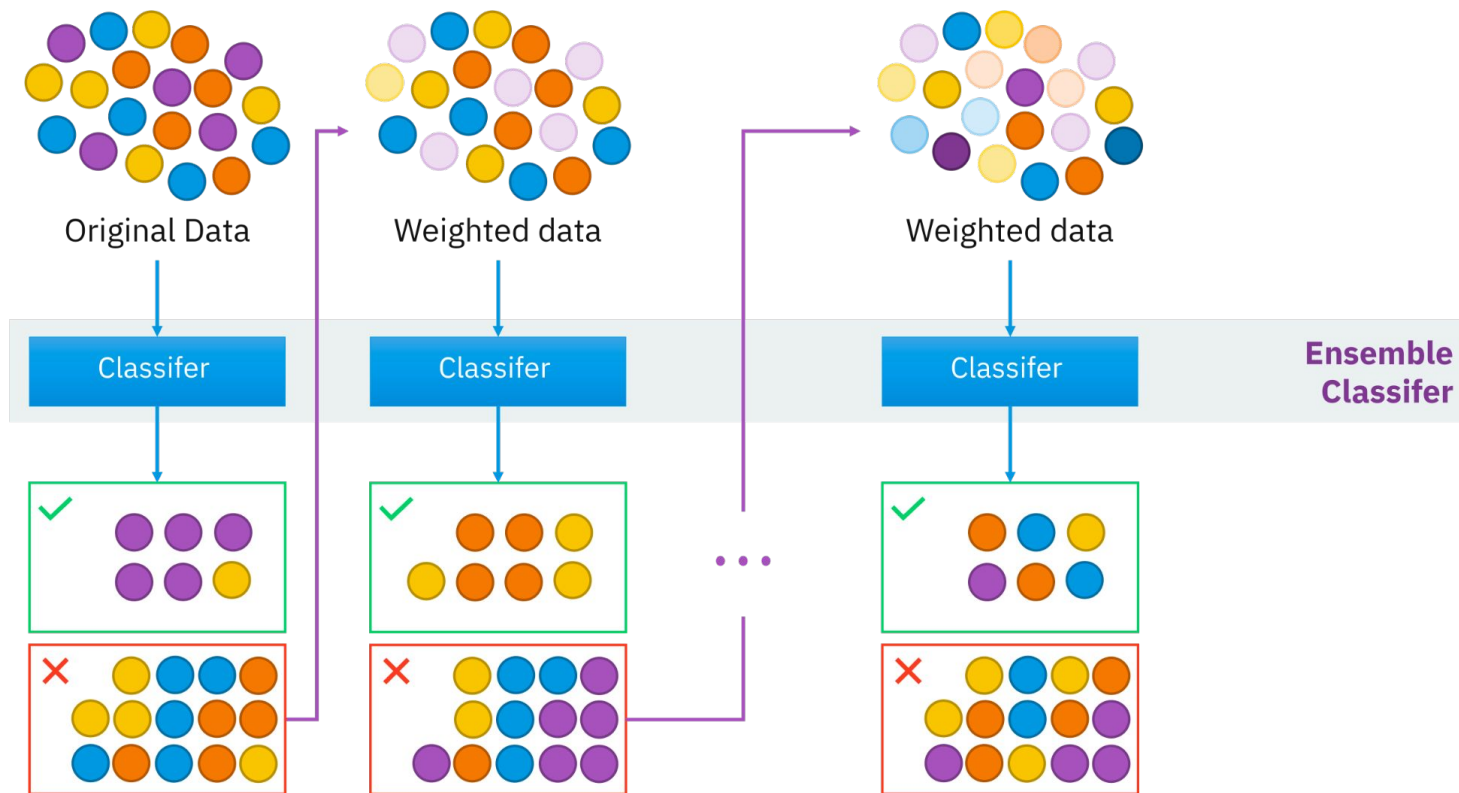 Original Data
Weighted data
Weighted data
Classifer
Classifer
Classifer
Ensemble
Classifer
...